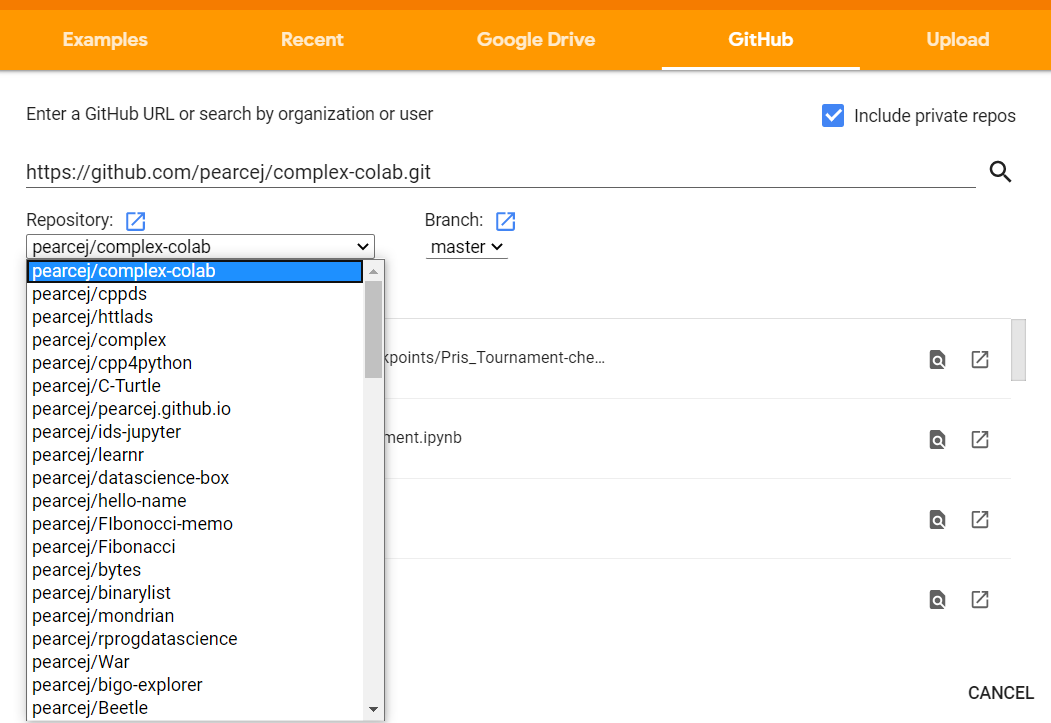 Examples Recent Google Drive GitHub Upload
Enter a GitHub URL or search by organization or user
Include private repos
https://github.com/pearcej/complex-colab.git
Repository: Branch:
pearcej/complex-colab master
pearcej/complex-colab
pearcej/cppds
pearcej/httlads
pearcej/complex
kpoints/Pris_Tournament-che…
pearcej/cpp4python
pearcej/C-Turtle
pearcej/pearcej.github.io
pearcej/ids-jupyter
ment.ipynb
pearcej/learnr
pearcej/datascience-box
pearcej/hello-name
pearcej/FIbonocci-memo
pearcej/Fibonacci
pearcej/bytes
pearcej/binarylist
pearcej/mondrian
pearcej/rprogdatascience
pearcej/War
pearcej/bigo-explorer
CANCEL
pearcej/Beetle